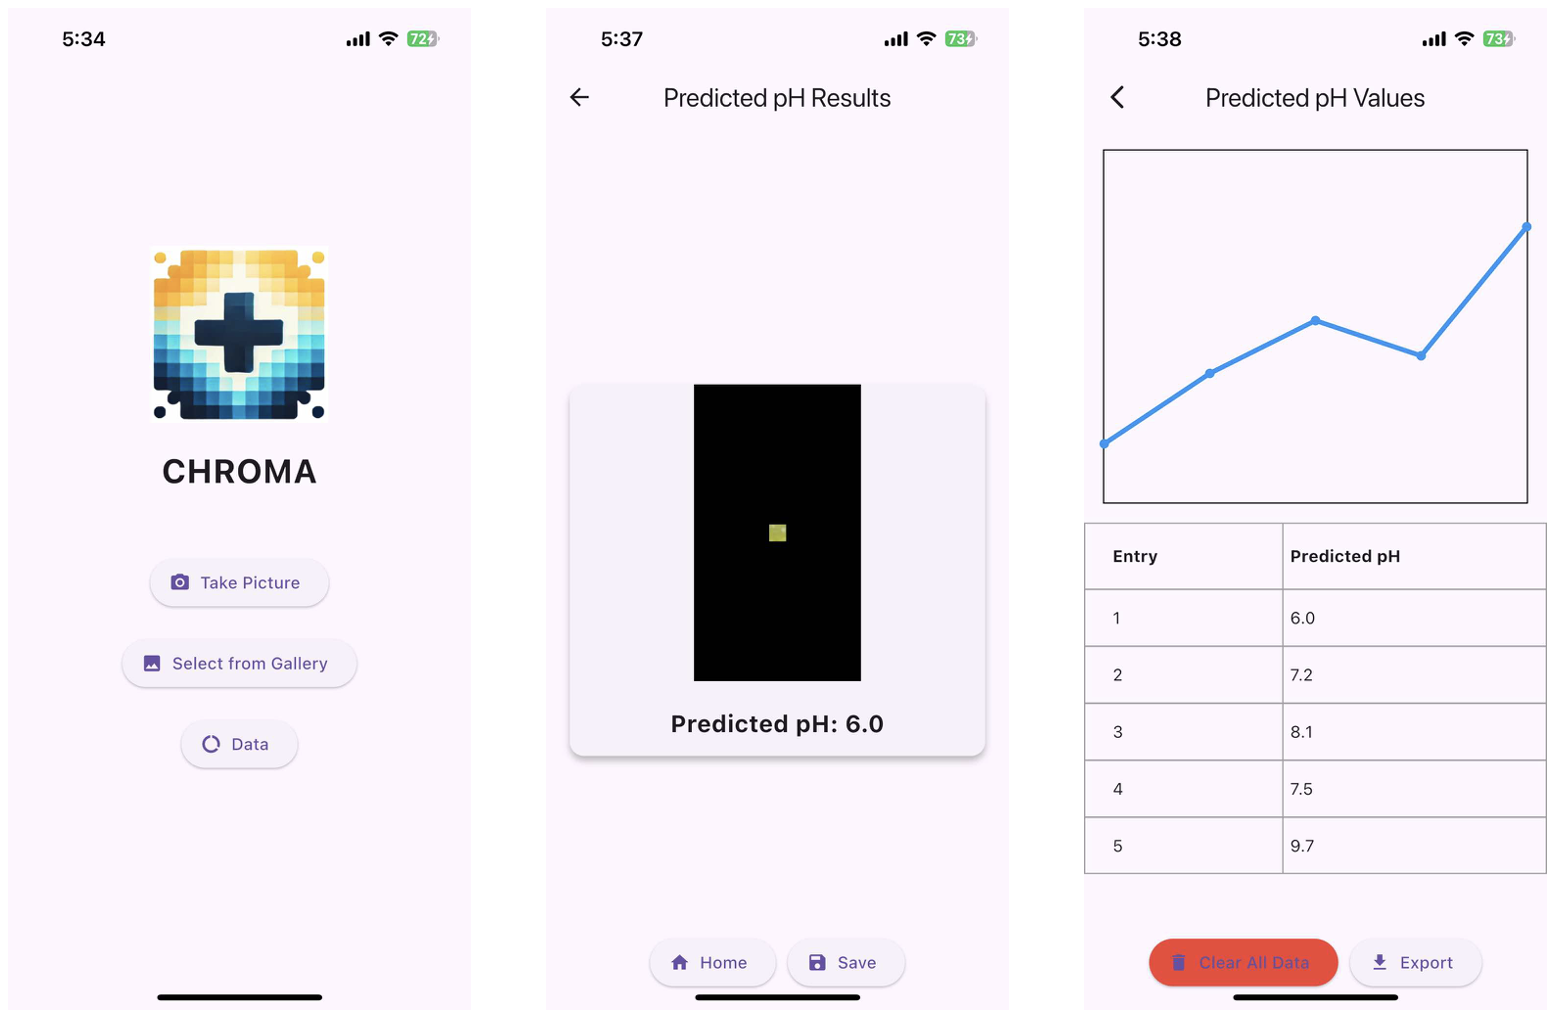 5:34
72
CHROMA
Take Picture
Select from Gallery
Data
5:37
73
Predicted pH Results
Predicted pH: 6.0
Home
Save
5:38
73
Predicted pH Values
Entry Predicted pH
1 6.0
2 7.2
3 8.1
4 7.5
5 9.7
Clear All Data
Export